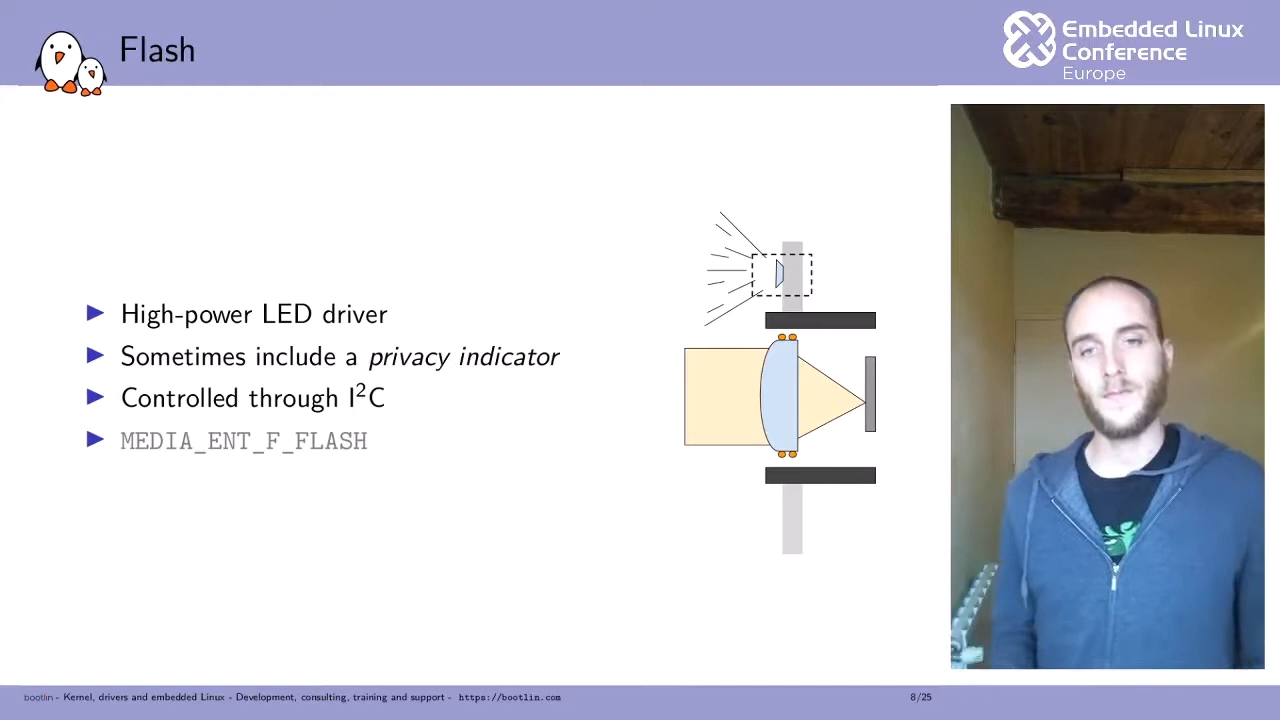 Flash
Embedded Linux
Conference
Europe
High-power LED driver
Sometimes include a privacy indicator
Controlled through I²C
MEDIA_ENT_F_FLASH
bootlin - Kernel, drivers and embedded Linux - Development, consulting, training and support - https://bootlin.com
8/25